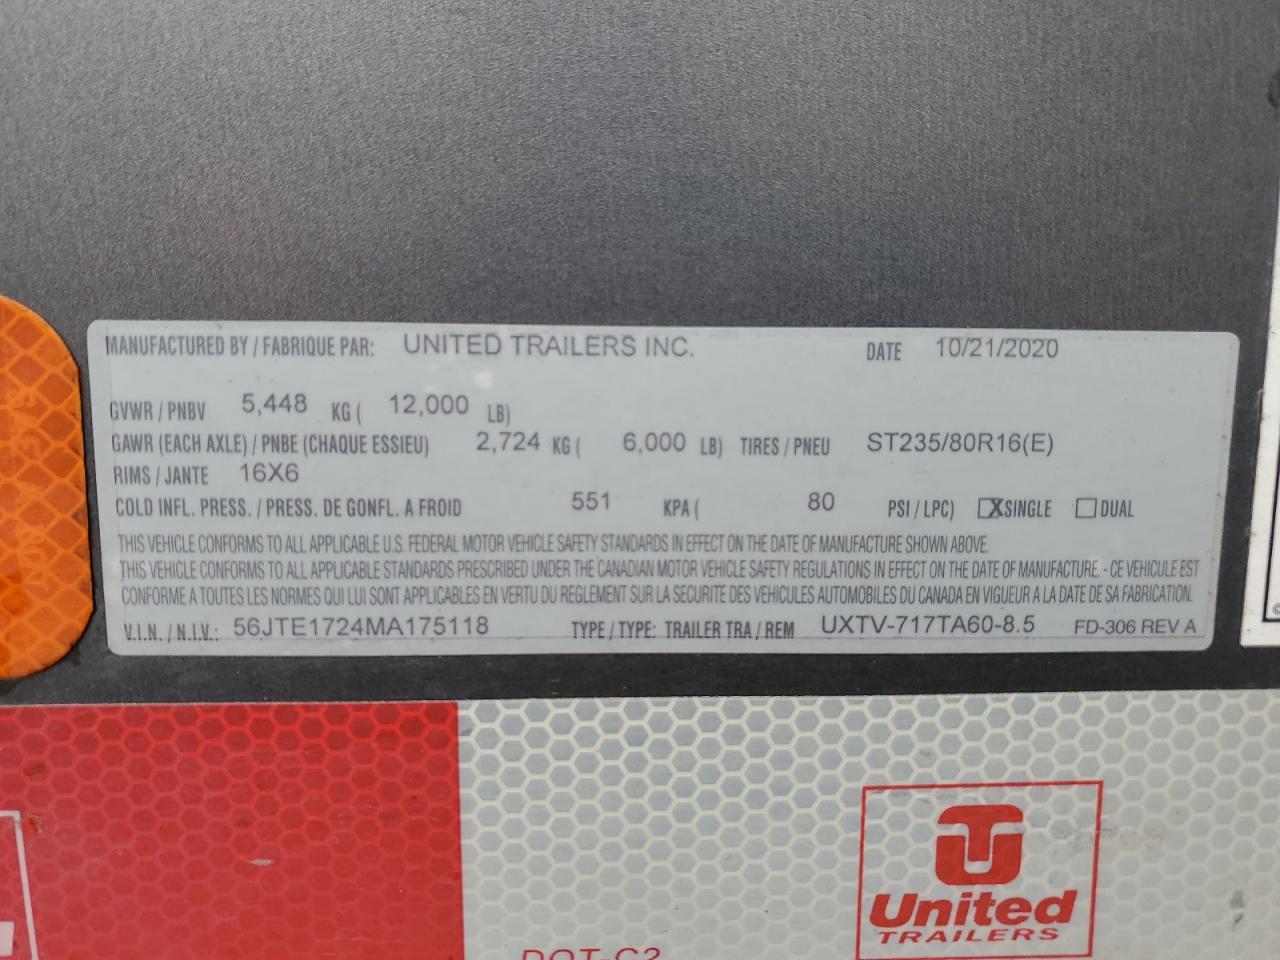 MANUFACTURED BY / FABRIQUE PAR: UNITED TRAILERS INC. DATE 10/21/2020
GVWR / PNBV 5,448 KG ( 12,000 LB)
GAWR (EACH AXLE) / PNBE (CHAQUE ESSIEU) 2,724 KG ( 6,000 LB) TIRES / PNEU ST235/80R16(E)
RIMS / JANTE 16X6
COLD INFL. PRESS. / PRESS. DE GONFL. A FROID 551 KPA ( 80 PSI / LPC) X SINGLE DUAL
THIS VEHICLE CONFORMS TO ALL APPLICABLE U.S. FEDERAL MOTOR VEHICLE SAFETY STANDARDS IN EFFECT ON THE DATE OF MANUFACTURE SHOWN ABOVE.
THIS VEHICLE CONFORMS TO ALL APPLICABLE STANDARDS PRESCRIBED UNDER THE CANADIAN MOTOR VEHICLE SAFETY REGULATIONS IN EFFECT ON THE DATE OF MANUFACTURE. - CE VEHICULE EST
CONFORME A TOUTES LES NORMES QUI LUI SONT APPLICABLES EN VERTU DU REGLEMENT SUR LA SECURITE DES VEHICULES AUTOMOBILES DU CANADA EN VIGUEUR A LA DATE DE SA FABRICATION.
V.I.N. / N.I.V.: 56JTE1724MA175118 TYPE / TYPE: TRAILER TRA / REM UXTV-717TA60-8.5 FD-306 REV A
United
TRAILERS
DOT-C2